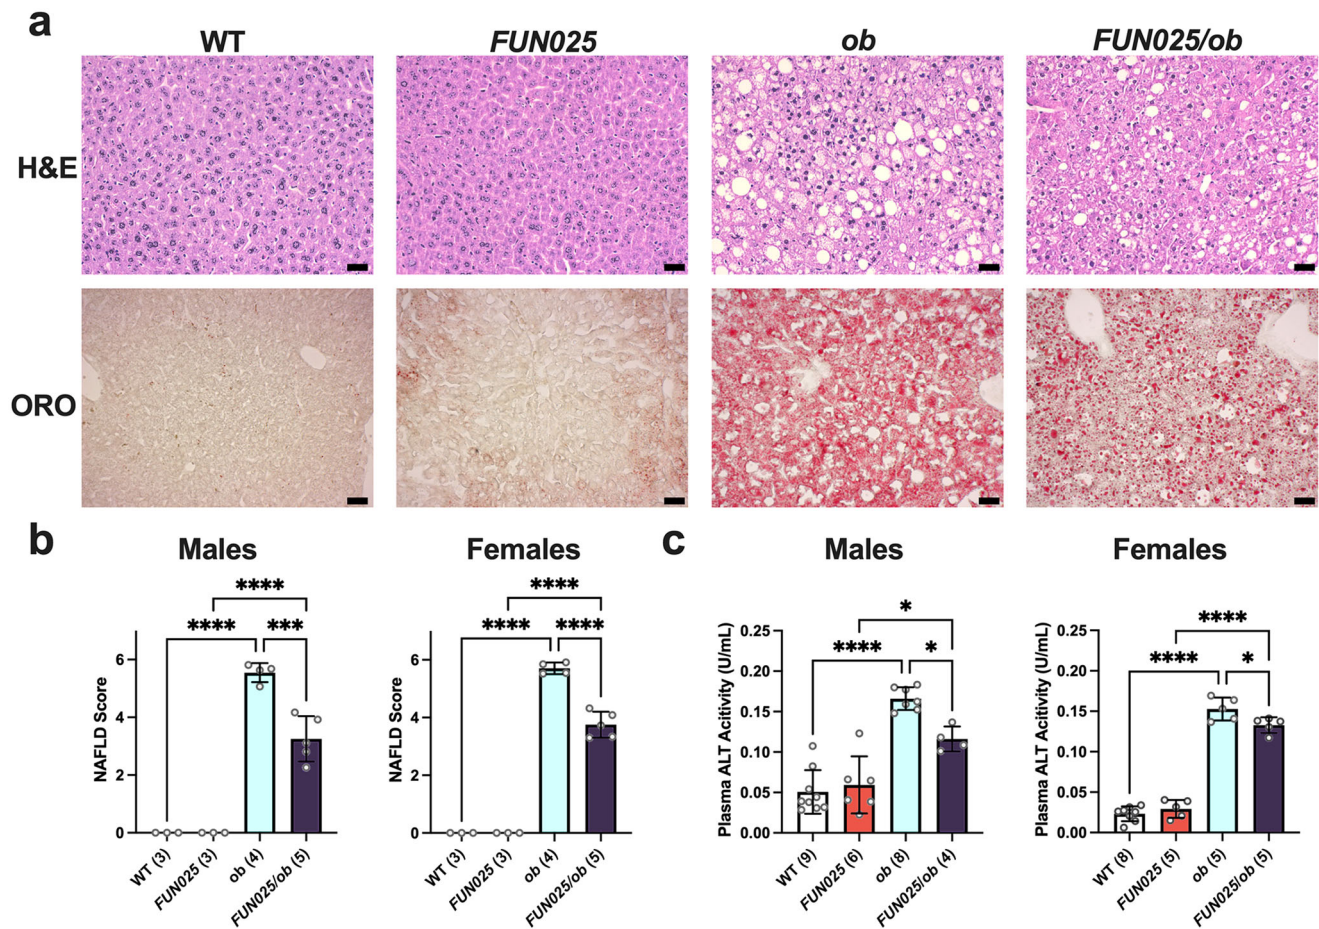 a
WT
FUN025
ob
FUN025/ob
H&E
ORO
b
Males
Females
c
Males
Females
****
****
***
NAFLD Score
6
4
2
0
WT (3)
FUN025 (3)
ob (4)
FUN025/ob (5)
****
****
****
NAFLD Score
6
4
2
0
WT (3)
FUN025 (3)
ob (4)
FUN025/ob (5)
*
****
*
Plasma ALT Acitivity (U/mL)
0.25
0.20
0.15
0.10
0.05
0.00
WT (9)
FUN025 (6)
ob (8)
FUN025/ob (4)
****
****
*
Plasma ALT Acitivity (U/mL)
0.25
0.20
0.15
0.10
0.05
0.00
WT (8)
FUN025 (5)
ob (5)
FUN025/ob (5)